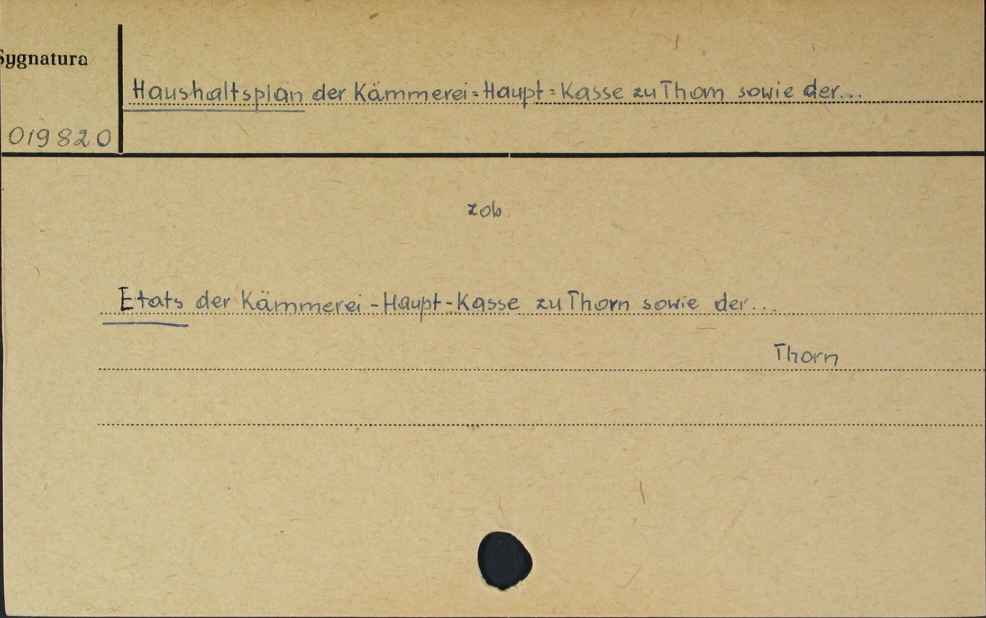 Sygnatura
Haushaltsplan der Kämmerei=Haupt=Kasse zu Thorn sowie der...
019820
zob.
Etats der Kämmerei-Haupt-Kasse zu Thorn sowie der...
Thorn